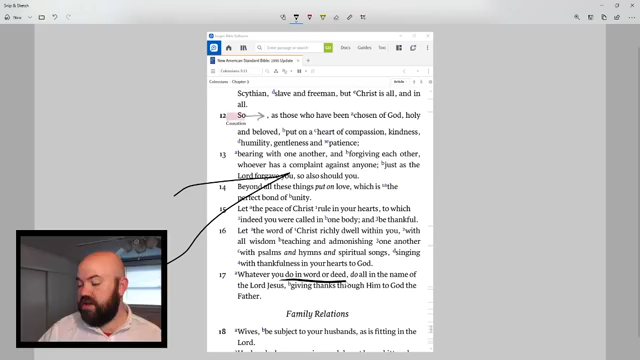 Snip & Sketch
New
Logos Bible Software
Enter passage or search
GO
Docs
Guides
Tools
New American Standard Bible: 1995 Update
Colossians 3:12
Colossians
Chapter 3
Article
Scythian, slave and freeman, but Christ is all, and in
all.
12 So , as those who have been chosen of God, holy
Causation
and beloved, put on a heart of compassion, kindness,
humility, gentleness and patience;
13 bearing with one another, and forgiving each other,
whoever has a complaint against anyone; just as the
Lord forgave you, so also should you.
14 Beyond all these things put on love, which is the
perfect bond of unity.
15 Let the peace of Christ rule in your hearts, to which
indeed you were called in one body; and be thankful.
16 Let the word of Christ richly dwell within you, with
all wisdom teaching and admonishing one another
with psalms and hymns and spiritual songs, singing
with thankfulness in your hearts to God.
17 Whatever you do in word or deed, do all in the name of
the Lord Jesus, giving thanks through Him to God the
Father.
Family Relations
18 Wives, be subject to your husbands, as is fitting in the
Lord.